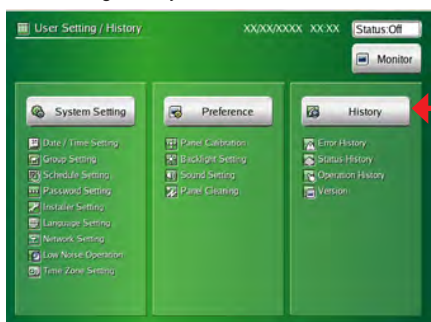 User Setting / History XX/XX/XXXX XX:XX Status:Off
Monitor
System Setting
Date / Time Setting
Group Setting
Schedule Setting
Password Setting
Installer Setting
Language Setting
Network Setting
Low Noise Operation
Time Zone Setting
Preference
Panel Calibration
Backlight Setting
Sound Setting
Panel Cleaning
History
Error History
Status History
Operation History
Version